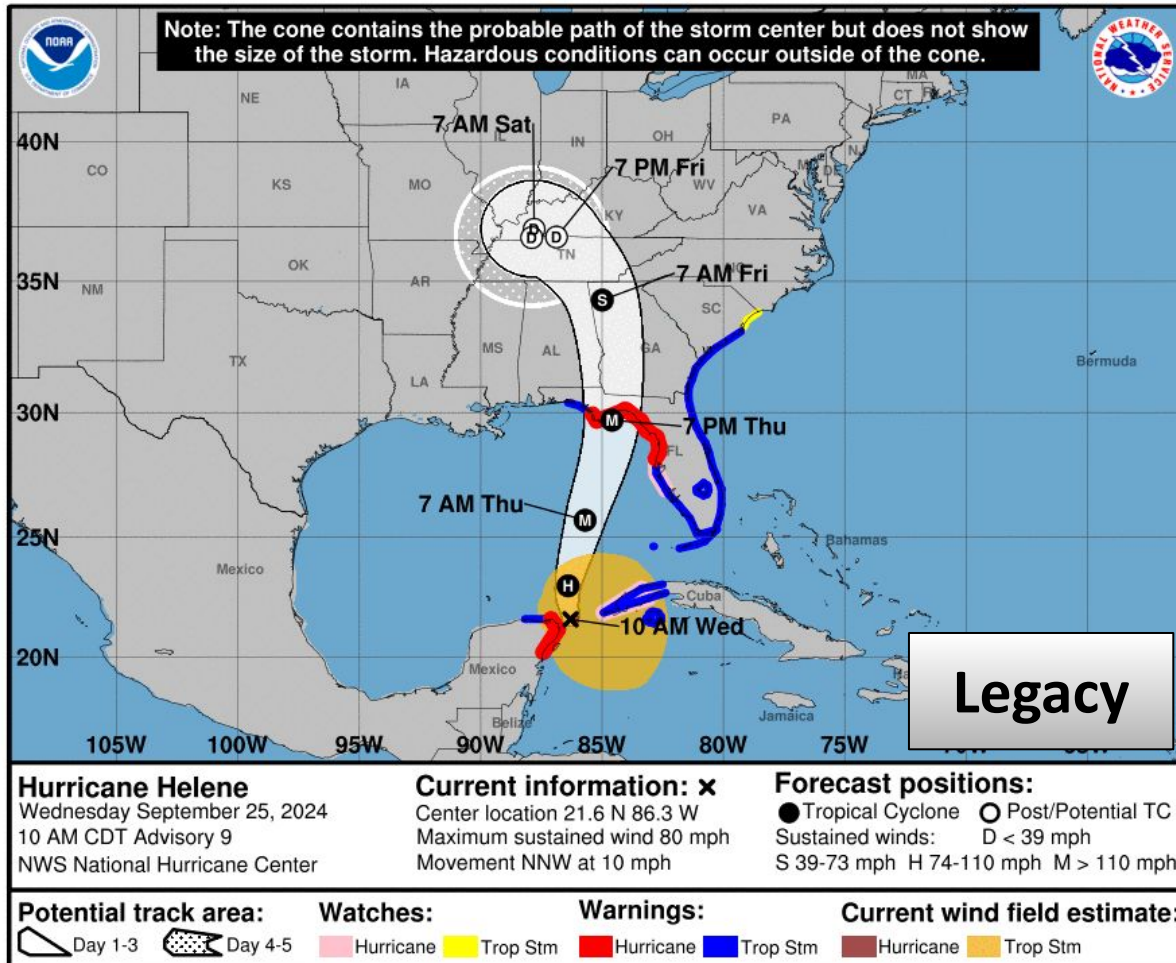 Note: The cone contains the probable path of the storm center but does not show
the size of the storm. Hazardous conditions can occur outside of the cone.
NOAA
NATIONAL WEATHER SERVICE
MA
CT
NE
IA
PA
7 AM Sat
IL
IN
OH
NJ
40N
CO
KS
MO
7 PM Fri
DE
WV
KY
VA
OK
TN
7 AM Fri
NC
35N
NM
AR
SC
MS
AL
GA
TX
Bermuda
LA
30N
7 PM Thu
FL
7 AM Thu
25N
Bahamas
Mexico
Cuba
10 AM Wed
20N
Mexico
Legacy
Belize
Jamaica
105W 100W 95W 90W 85W 80W 75W
Hurricane Helene
Wednesday September 25, 2024
10 AM CDT Advisory 9
NWS National Hurricane Center
Current information: ×
Center location 21.6 N 86.3 W
Maximum sustained wind 80 mph
Movement NNW at 10 mph
Forecast positions:
Tropical Cyclone Post/Potential TC
Sustained winds: D < 39 mph
S 39-73 mph H 74-110 mph M > 110 mph
Potential track area:
Day 1-3 Day 4-5
Watches:
Hurricane Trop Stm
Warnings:
Hurricane Trop Stm
Current wind field estimate:
Hurricane Trop Stm
D
D
D
S
M
M
H